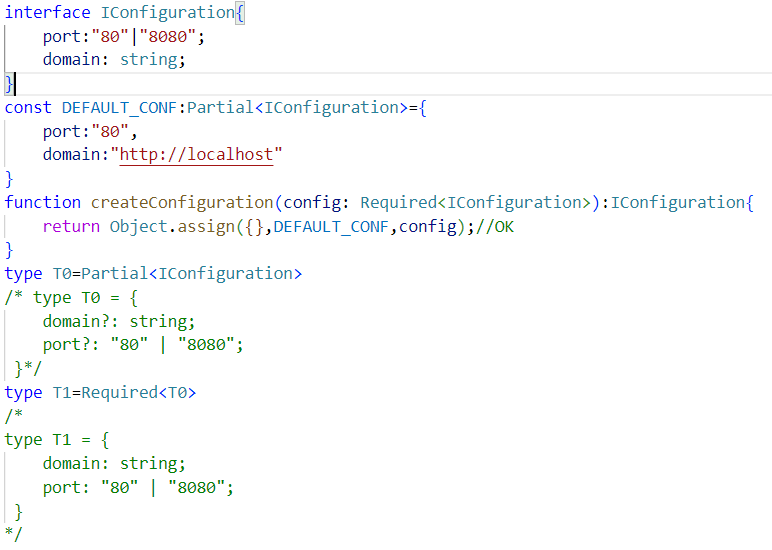 interface IConfiguration{
    port:"80"|"8080";
    domain: string;
}
const DEFAULT_CONF:Partial<IConfiguration>={
    port:"80",
    domain:"http://localhost"
}
function createConfiguration(config: Required<IConfiguration>):IConfiguration{
    return Object.assign({},DEFAULT_CONF,config);//OK
}
type T0=Partial<IConfiguration>
/* type T0 = {
    domain?: string;
    port?: "80" | "8080";
 }*/
type T1=Required<T0>
/*
type T1 = {
    domain: string;
    port: "80" | "8080";
 }
*/